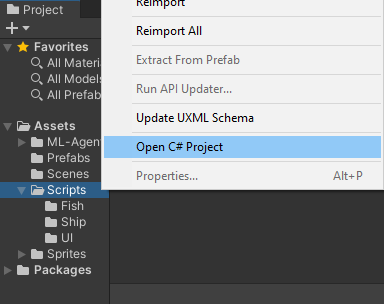 Project
Favorites
All Materi
All Models
All Prefab
Assets
ML-Agent
Prefabs
Scenes
Scripts
Fish
Ship
UI
Sprites
Packages
Reimport
Reimport All
Extract From Prefab
Run API Updater...
Update UXML Schema
Open C# Project
Properties... Alt+P